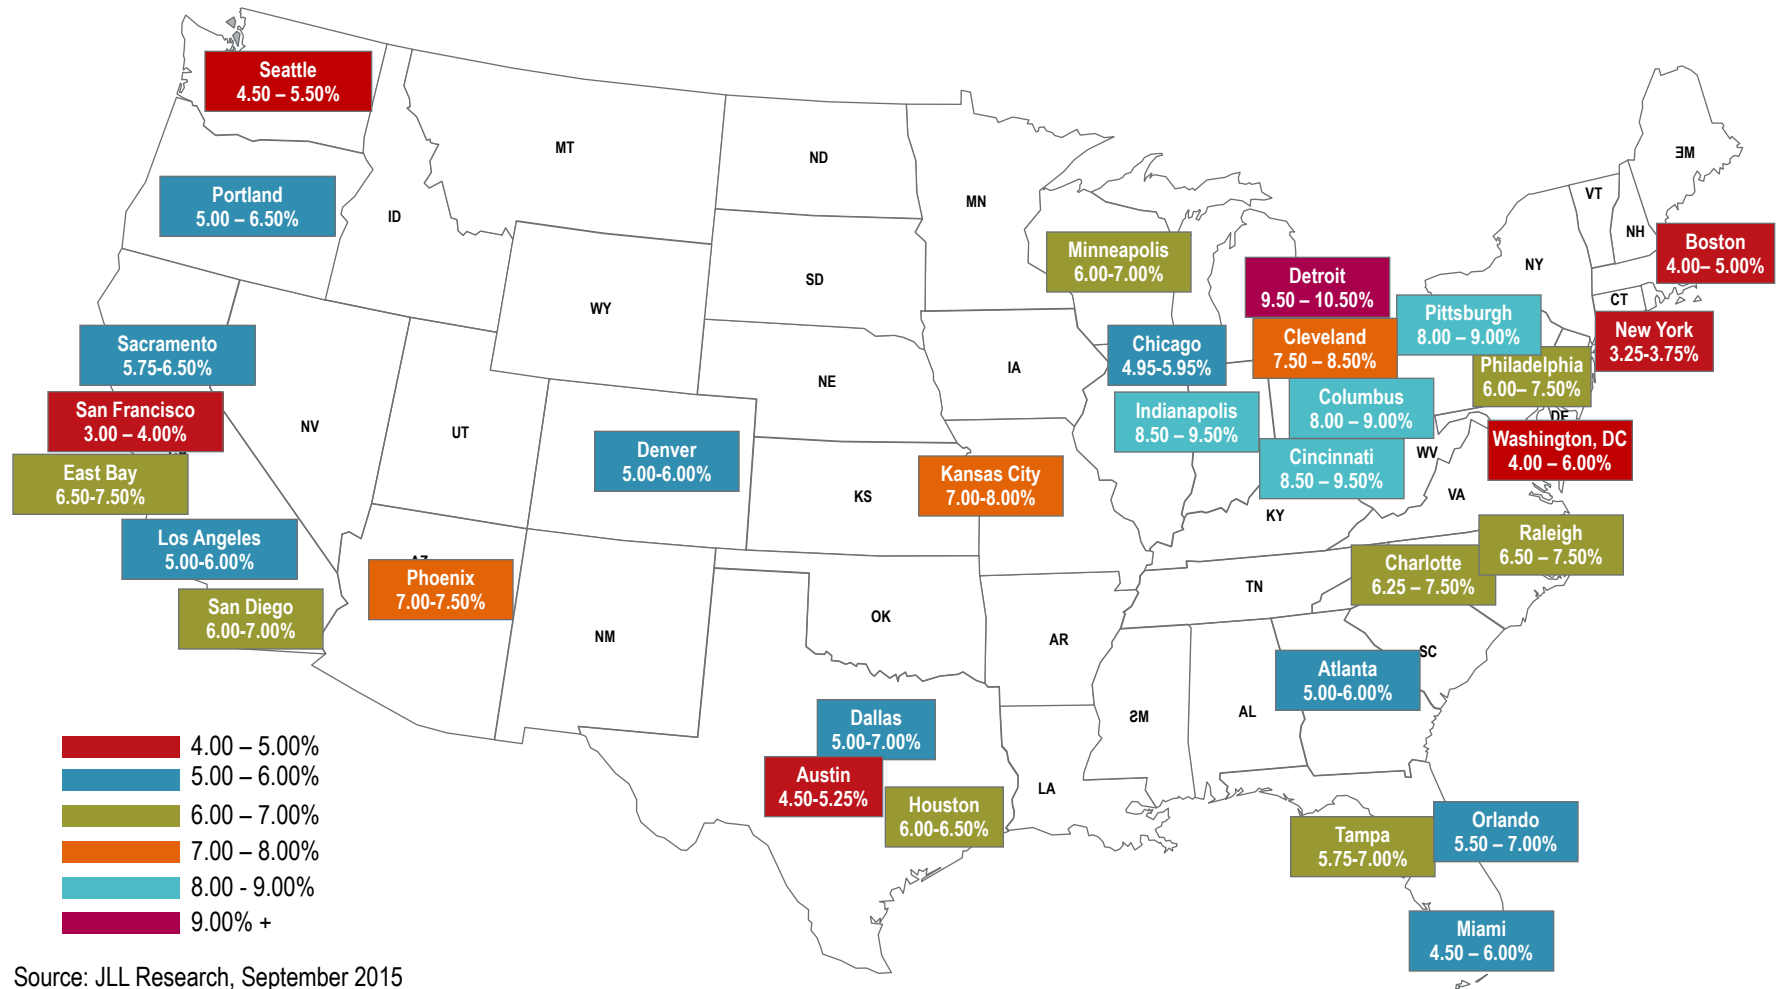 Seattle
4.50 – 5.50%
MT
ND
MN
ME
VT
Portland
5.00 – 6.50%
ID
NH
Boston
4.00– 5.00%
Minneapolis
6.00-7.00%
NY
SD
Detroit
9.50 – 10.50%
CT
WY
Pittsburgh
8.00 – 9.00%
New York
3.25-3.75%
Sacramento
5.75-6.50%
Chicago
4.95-5.95%
Cleveland
7.50 – 8.50%
IA
Philadelphia
6.00– 7.50%
NE
San Francisco
3.00 – 4.00%
Indianapolis
8.50 – 9.50%
Columbus
8.00 – 9.00%
DE
NV
UT
Denver
5.00-6.00%
Washington, DC
4.00 – 6.00%
WV
East Bay
6.50-7.50%
Kansas City
7.00-8.00%
Cincinnati
8.50 – 9.50%
KS
VA
KY
Los Angeles
5.00-6.00%
Raleigh
6.50 – 7.50%
AZ
Phoenix
7.00-7.50%
Charlotte
6.25 – 7.50%
TN
San Diego
6.00-7.00%
OK
NM
AR
SC
Atlanta
5.00-6.00%
Dallas
5.00-7.00%
MS
AL
4.00 – 5.00%
5.00 – 6.00%
6.00 – 7.00%
7.00 – 8.00%
8.00 - 9.00%
9.00% +
Austin
4.50-5.25%
LA
Houston
6.00-6.50%
Tampa
5.75-7.00%
Orlando
5.50 – 7.00%
Miami
4.50 – 6.00%
Source: JLL Research, September 2015